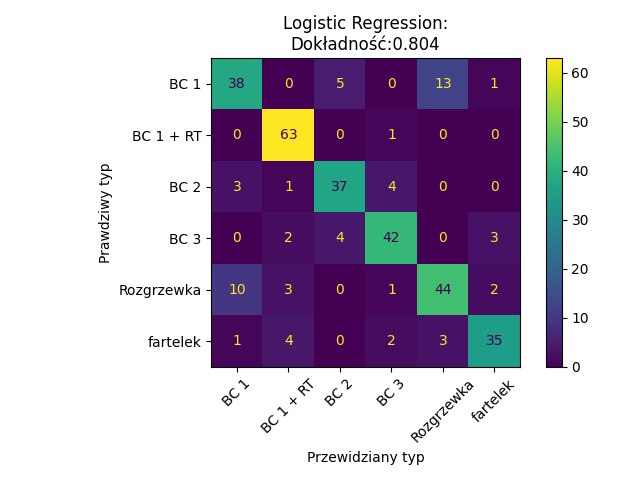 Logistic Regression:
Dokładność:0.804
Prawdziwy typ
BC 1 38 0 5 0 13 1
BC 1 + RT 0 63 0 1 0 0
BC 2 3 1 37 4 0 0
BC 3 0 2 4 42 0 3
Rozgrzewka 10 3 0 1 44 2
fartelek 1 4 0 2 3 35
BC 1 BC 1 + RT BC 2 BC 3 Rozgrzewka fartelek
Przewidziany typ
60
50
40
30
20
10
0